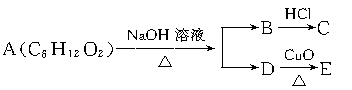 B —HCl→ C
A(C₆H₁₂O₂) —NaOH 溶液/△→
D —CuO/△→ E